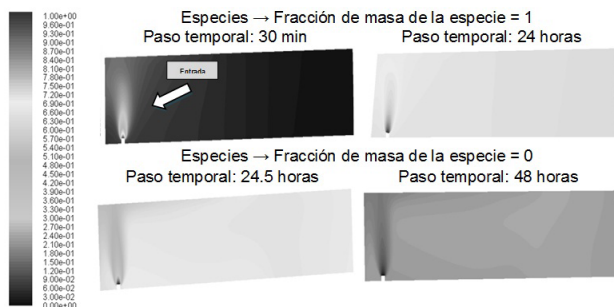 Especies → Fracción de masa de la especie = 1
Paso temporal: 30 min
Paso temporal: 24 horas
Entrada
Especies → Fracción de masa de la especie = 0
Paso temporal: 24.5 horas
Paso temporal: 48 horas
1.00e+00
9.60e-01
9.30e-01
9.00e-01
8.70e-01
8.40e-01
8.10e-01
7.80e-01
7.50e-01
7.20e-01
6.90e-01
6.60e-01
6.30e-01
6.00e-01
5.70e-01
5.40e-01
5.10e-01
4.80e-01
4.50e-01
4.20e-01
3.90e-01
3.60e-01
3.30e-01
3.00e-01
2.70e-01
2.40e-01
2.10e-01
1.80e-01
1.50e-01
1.20e-01
9.00e-02
6.00e-02
3.00e-02
0.00e+00